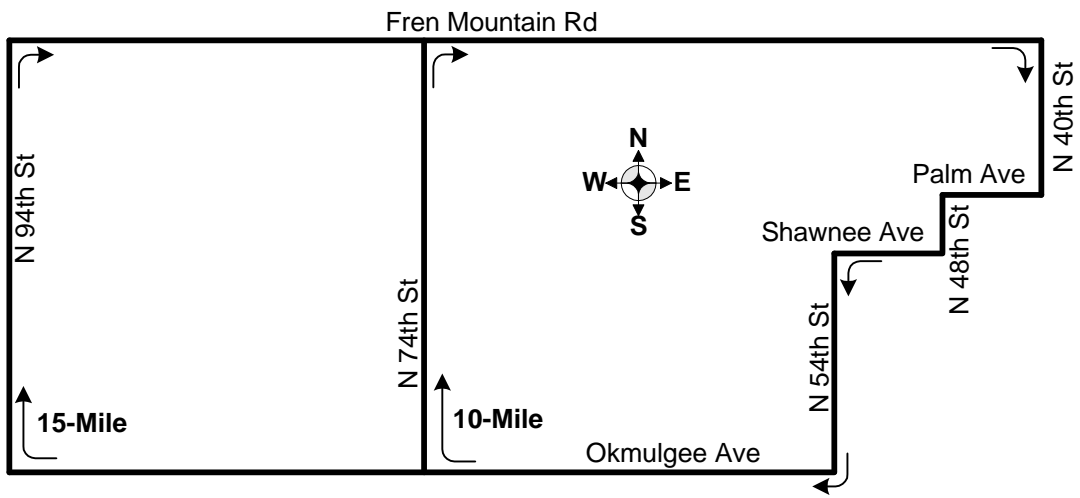 Fren Mountain Rd
N 40th St
N
W
E
S
Palm Ave
N 94th St
Shawnee Ave
N 48th St
N 74th St
N 54th St
15-Mile
10-Mile
Okmulgee Ave